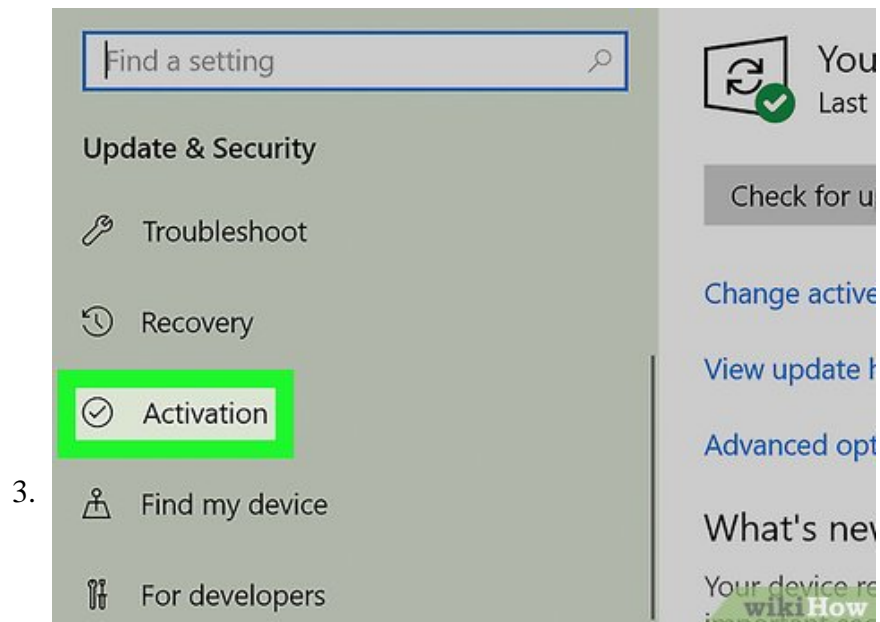 Find a setting
You
Last
Update & Security
Check for u
Troubleshoot
Change active
Recovery
View update h
Activation
Advanced opt
3.
Find my device
What's ne
For developers
Your device re
wikiHow